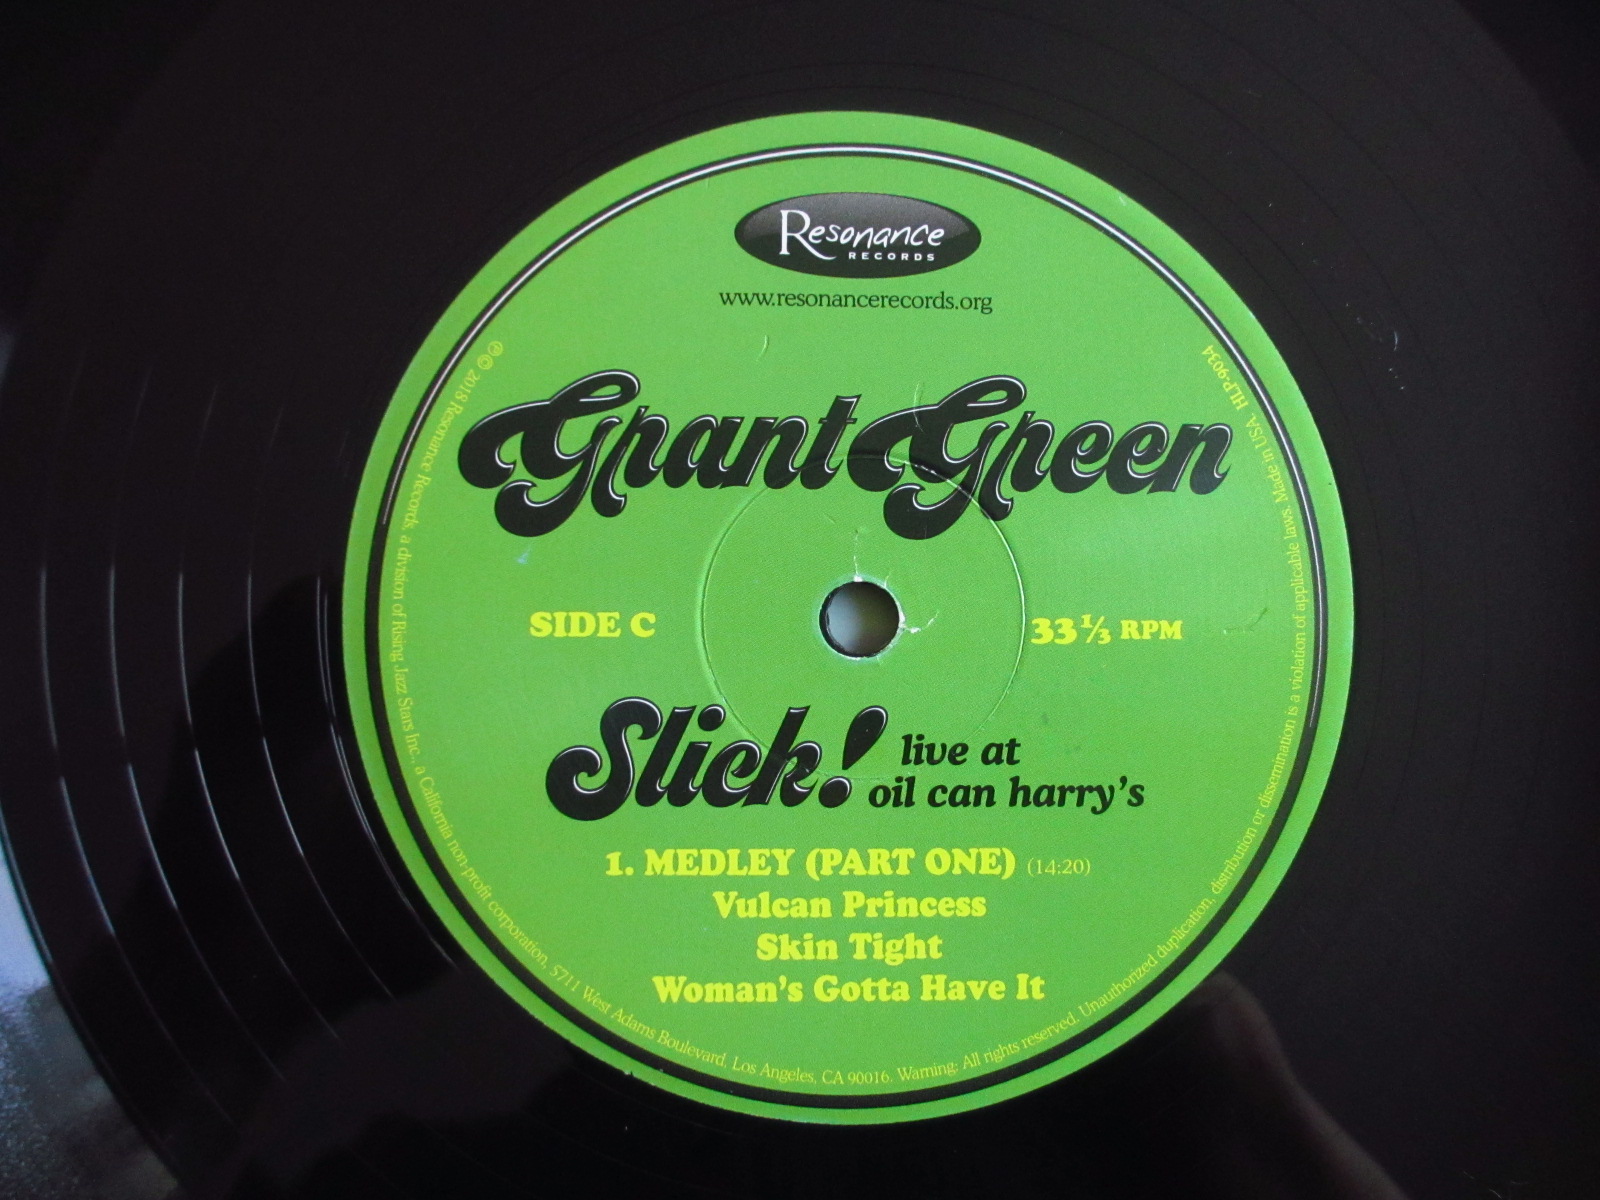 Resonance
RECORDS
www.resonancerecords.org
Grant Green
SIDE C
33⅓ RPM
Slick! live at
oil can harry's
1. MEDLEY (PART ONE) (14:20)
Vulcan Princess
Skin Tight
Woman's Gotta Have It
℗© 2018 Resonance Records, a division of Rising Jazz Stars Inc., a California non-profit corporation, 5711 West Adams Boulevard, Los Angeles, CA 90016. Warning: All rights reserved. Unauthorized duplication, distribution or dissemination is a violation of applicable laws. Made in USA. HLP-9034